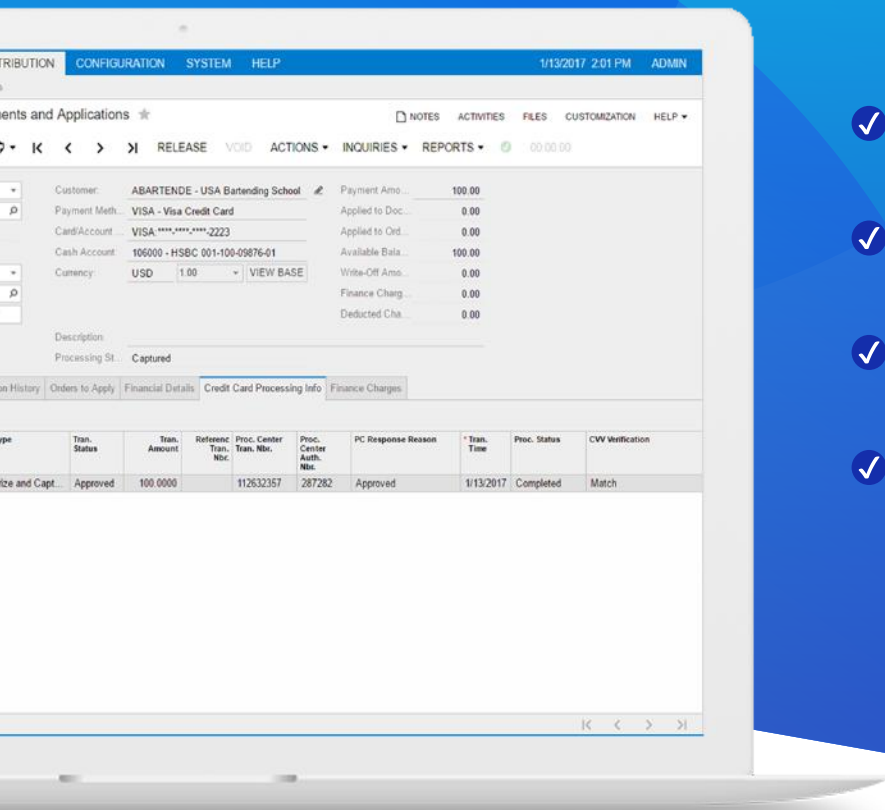 TRIBUTION CONFIGURATION SYSTEM HELP 1/13/2017 2:01 PM ADMIN
ents and Applications
NOTES ACTIVITIES FILES CUSTOMIZATION HELP
RELEASE VOID ACTIONS INQUIRIES REPORTS 00:00:00
Customer: ABARTENDE - USA Bartending School Payment Amo... 100.00
Payment Meth... VISA - Visa Credit Card Applied to Doc... 0.00
Card/Account... VISA:****-****-****-2223 Applied to Ord... 0.00
Cash Account: 106000 - HSBC 001-100-09876-01 Available Bala... 100.00
Currency: USD 1.00 VIEW BASE Write-Off Amo... 0.00
Finance Charg... 0.00
Deducted Cha... 0.00
Description:
Processing St... Captured
on History Orders to Apply Financial Details Credit Card Processing Info Finance Charges
ype Tran. Status Tran. Amount Referenc Tran. Nbr. Proc. Center Tran. Nbr. Proc. Center Auth. Nbr. PC Response Reason * Tran. Time Proc. Status CVV Verification
ize and Capt... Approved 100.0000 112632357 287282 Approved 1/13/2017 Completed Match